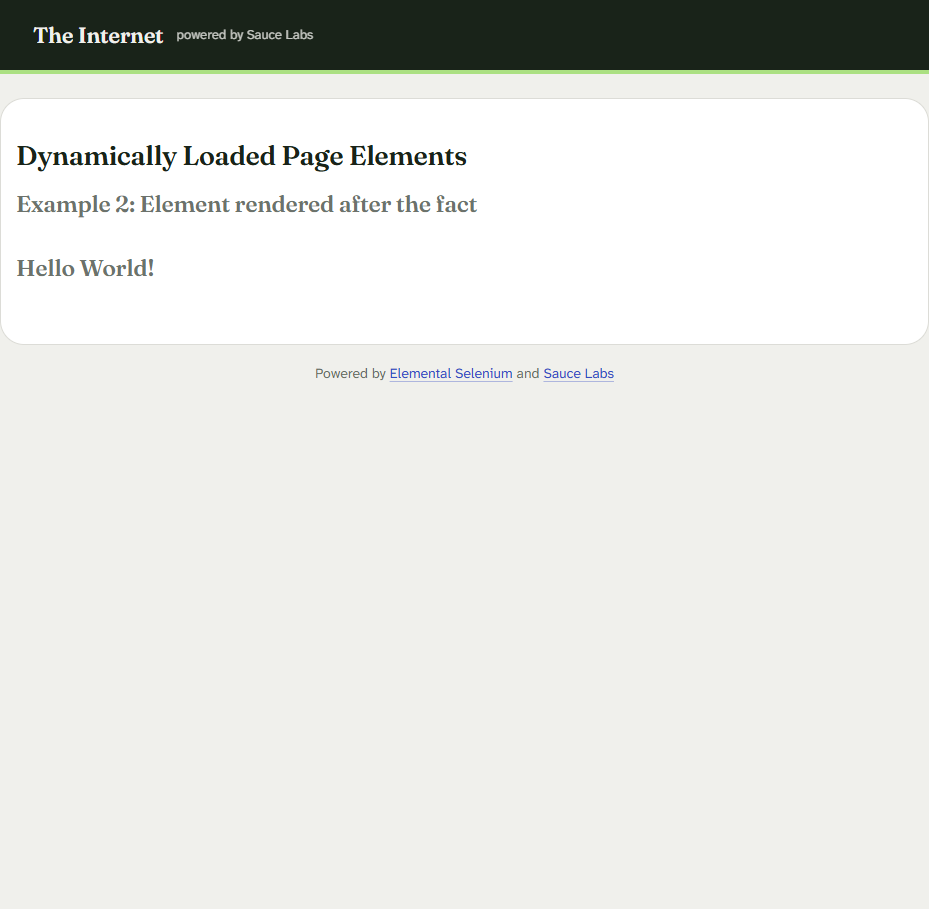 The Internet powered by Sauce Labs
Dynamically Loaded Page Elements
Example 2: Element rendered after the fact
Hello World!
Powered by Elemental Selenium and Sauce Labs